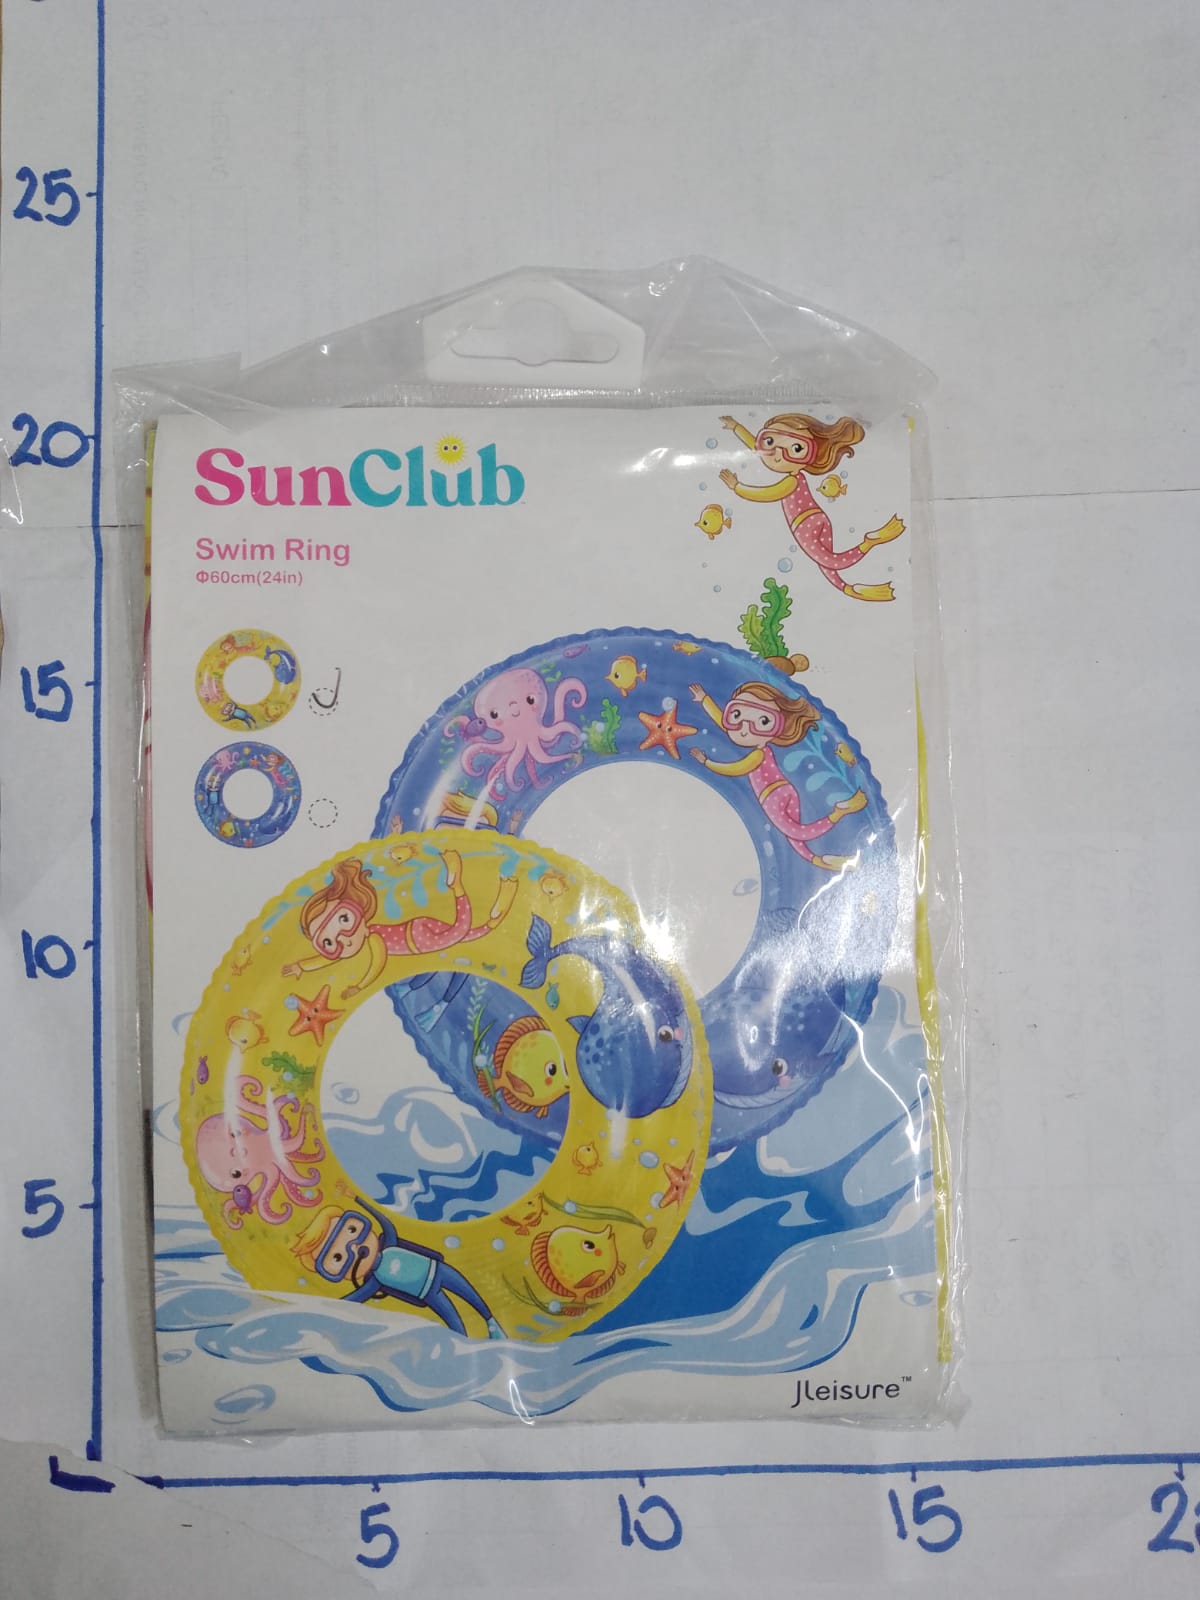 25
20
15
10
5
SunClub
Swim Ring
Φ60cm(24in)
Jleisure™
5
10
15